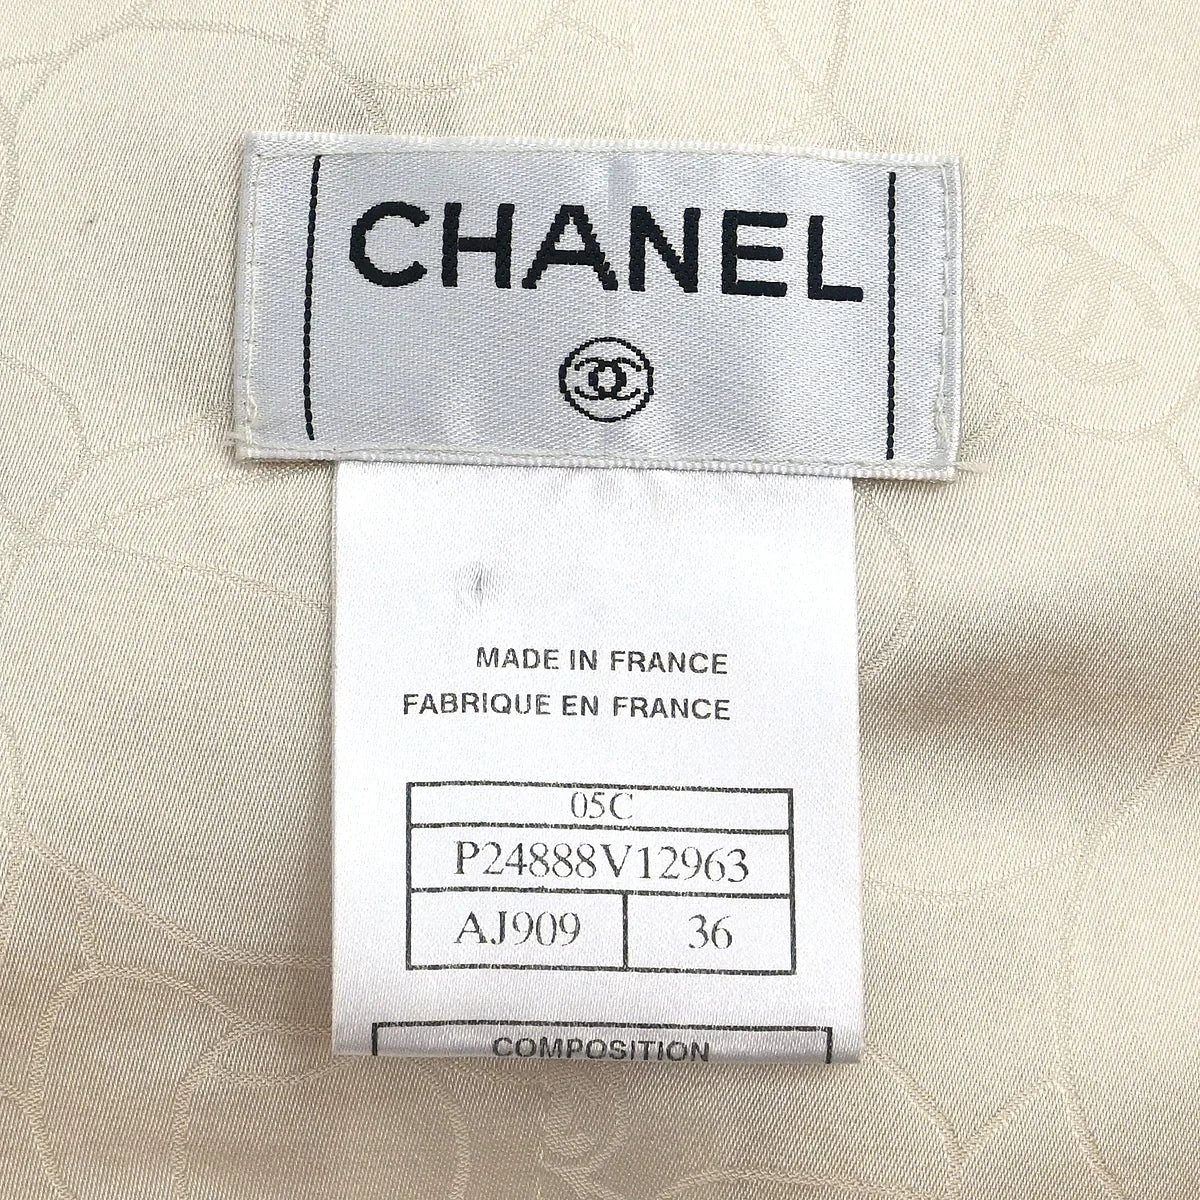 CHANEL
MADE IN FRANCE
FABRIQUE EN FRANCE
05C
P24888V12963
AJ909 36
COMPOSITION